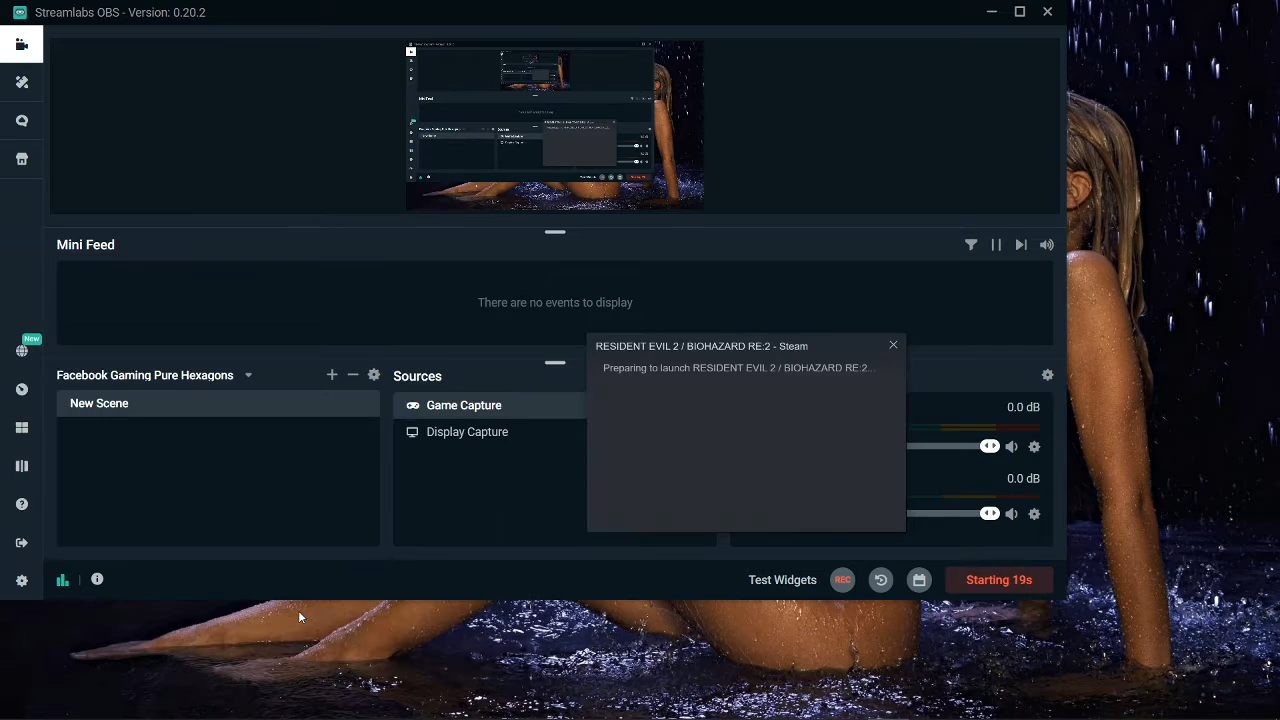 Streamlabs OBS - Version: 0.20.2
Mini Feed
There are no events to display
New
RESIDENT EVIL 2 / BIOHAZARD RE:2 - Steam
Preparing to launch RESIDENT EVIL 2 / BIOHAZARD RE:2...
Facebook Gaming Pure Hexagons
Sources
New Scene
Game Capture
0.0 dB
Display Capture
0.0 dB
Test Widgets
REC
Starting 19s